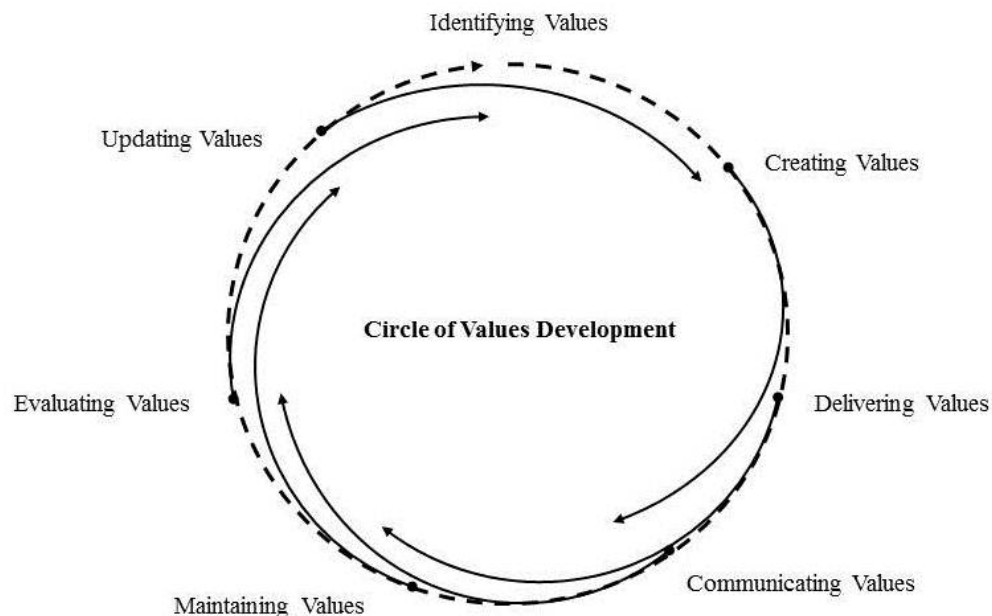 Identifying Values
Updating Values
Creating Values
Circle of Values Development
Evaluating Values
Delivering Values
Communicating Values
Maintaining Values